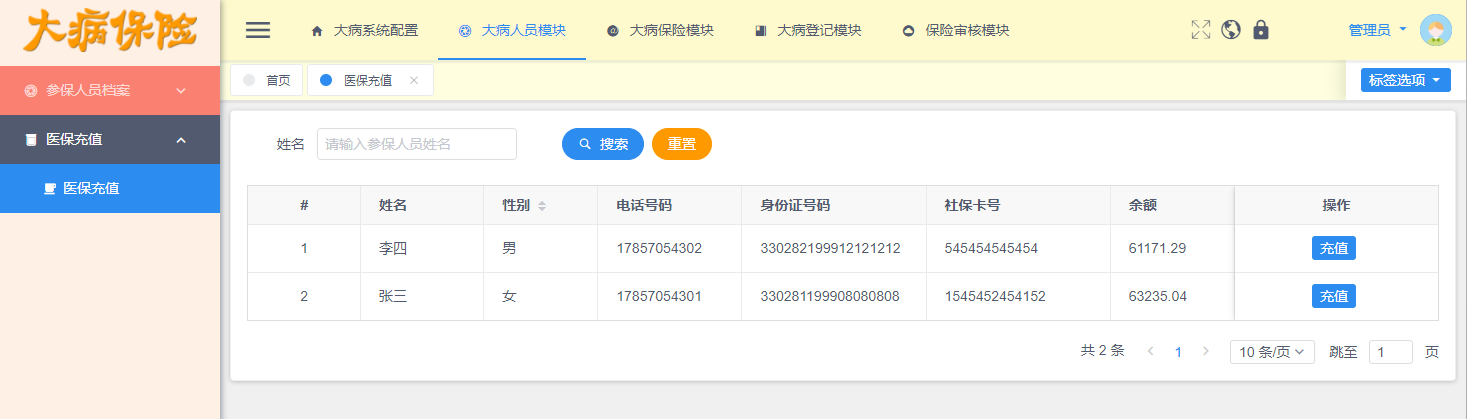 大病保险
大病系统配置 大病人员模块 大病保险模块 大病登记模块 保险审核模块 管理员
参保人员档案
医保充值
医保充值
首页 医保充值 标签选项
姓名 请输入参保人员姓名 搜索 重置
# 姓名 性别 电话号码 身份证号码 社保卡号 余额 操作
1 李四 男 17857054302 330282199912121212 545454545454 61171.29 充值
2 张三 女 17857054301 330281199908080808 1545452454152 63235.04 充值
共 2 条 1 10 条/页 跳至 1 页